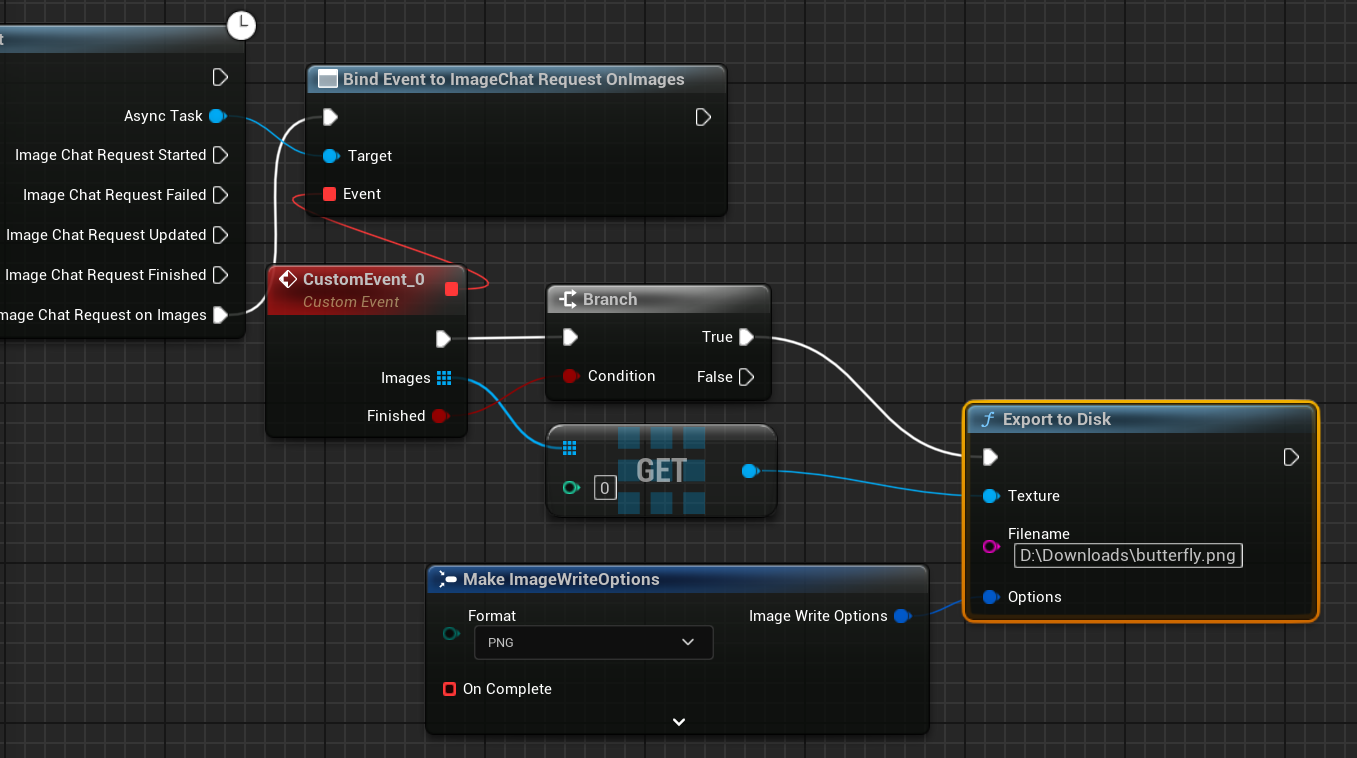 t
Async Task
Image Chat Request Started
Image Chat Request Failed
Image Chat Request Updated
Image Chat Request Finished
mage Chat Request on Images
Bind Event to ImageChat Request OnImages
Target
Event
CustomEvent_0
Custom Event
Images
Finished
Branch
True
Condition
False
GET
0
Export to Disk
Texture
Filename
D:\Downloads\butterfly.png
Options
Make ImageWriteOptions
Format
Image Write Options
PNG
On Complete